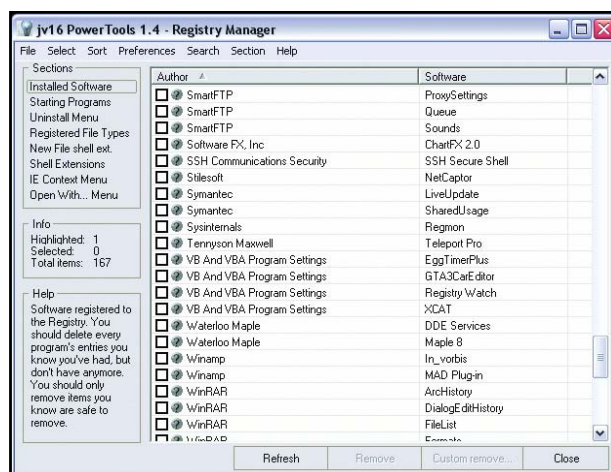 jv16 PowerTools 1.4 - Registry Manager
File Select Sort Preferences Search Section Help
Sections
Installed Software
Starting Programs
Uninstall Menu
Registered File Types
New File shell ext.
Shell Extensions
IE Context Menu
Open With... Menu
Info
Highlighted: 1
Selected: 0
Total items: 167
Help
Software registered to
the Registry. You
should delete every
program's entries you
know you've had, but
don't have anymore.
You should only
remove items you
know are safe to
remove.
Author Software
SmartFTP ProxySettings
SmartFTP Queue
SmartFTP Sounds
Software FX, Inc ChartFX 2.0
SSH Communications Security SSH Secure Shell
Stilesoft NetCaptor
Symantec LiveUpdate
Symantec SharedUsage
Sysinternals Regmon
Tennyson Maxwell Teleport Pro
VB And VBA Program Settings EggTimerPlus
VB And VBA Program Settings GTA3CarEditor
VB And VBA Program Settings Registry Watch
VB And VBA Program Settings XCAT
Waterloo Maple DDE Services
Waterloo Maple Maple 8
Winamp In_vorbis
Winamp MAD Plug-in
WinRAR ArcHistory
WinRAR DialogEditHistory
WinRAR FileList
WinRAR Formats
Refresh Remove Custom remove... Close